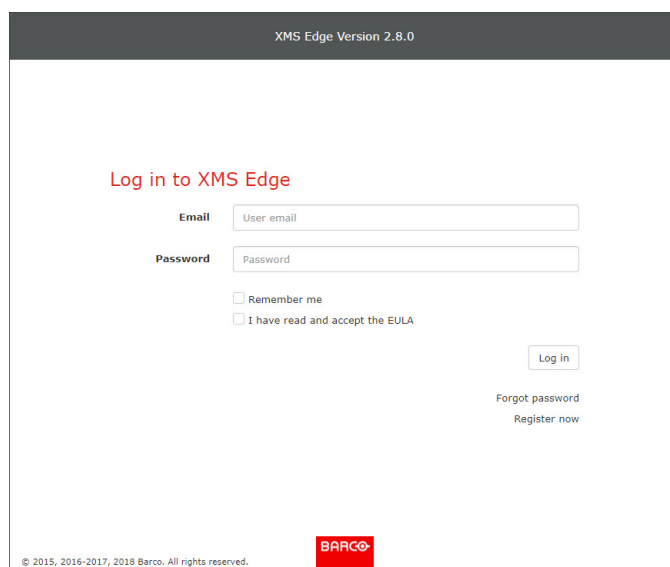 XMS Edge Version 2.8.0
Log in to XMS Edge
Email
User email
Password
Password
Remember me
I have read and accept the EULA
Log in
Forgot password
Register now
BARCO
© 2015, 2016-2017, 2018 Barco. All rights reserved.